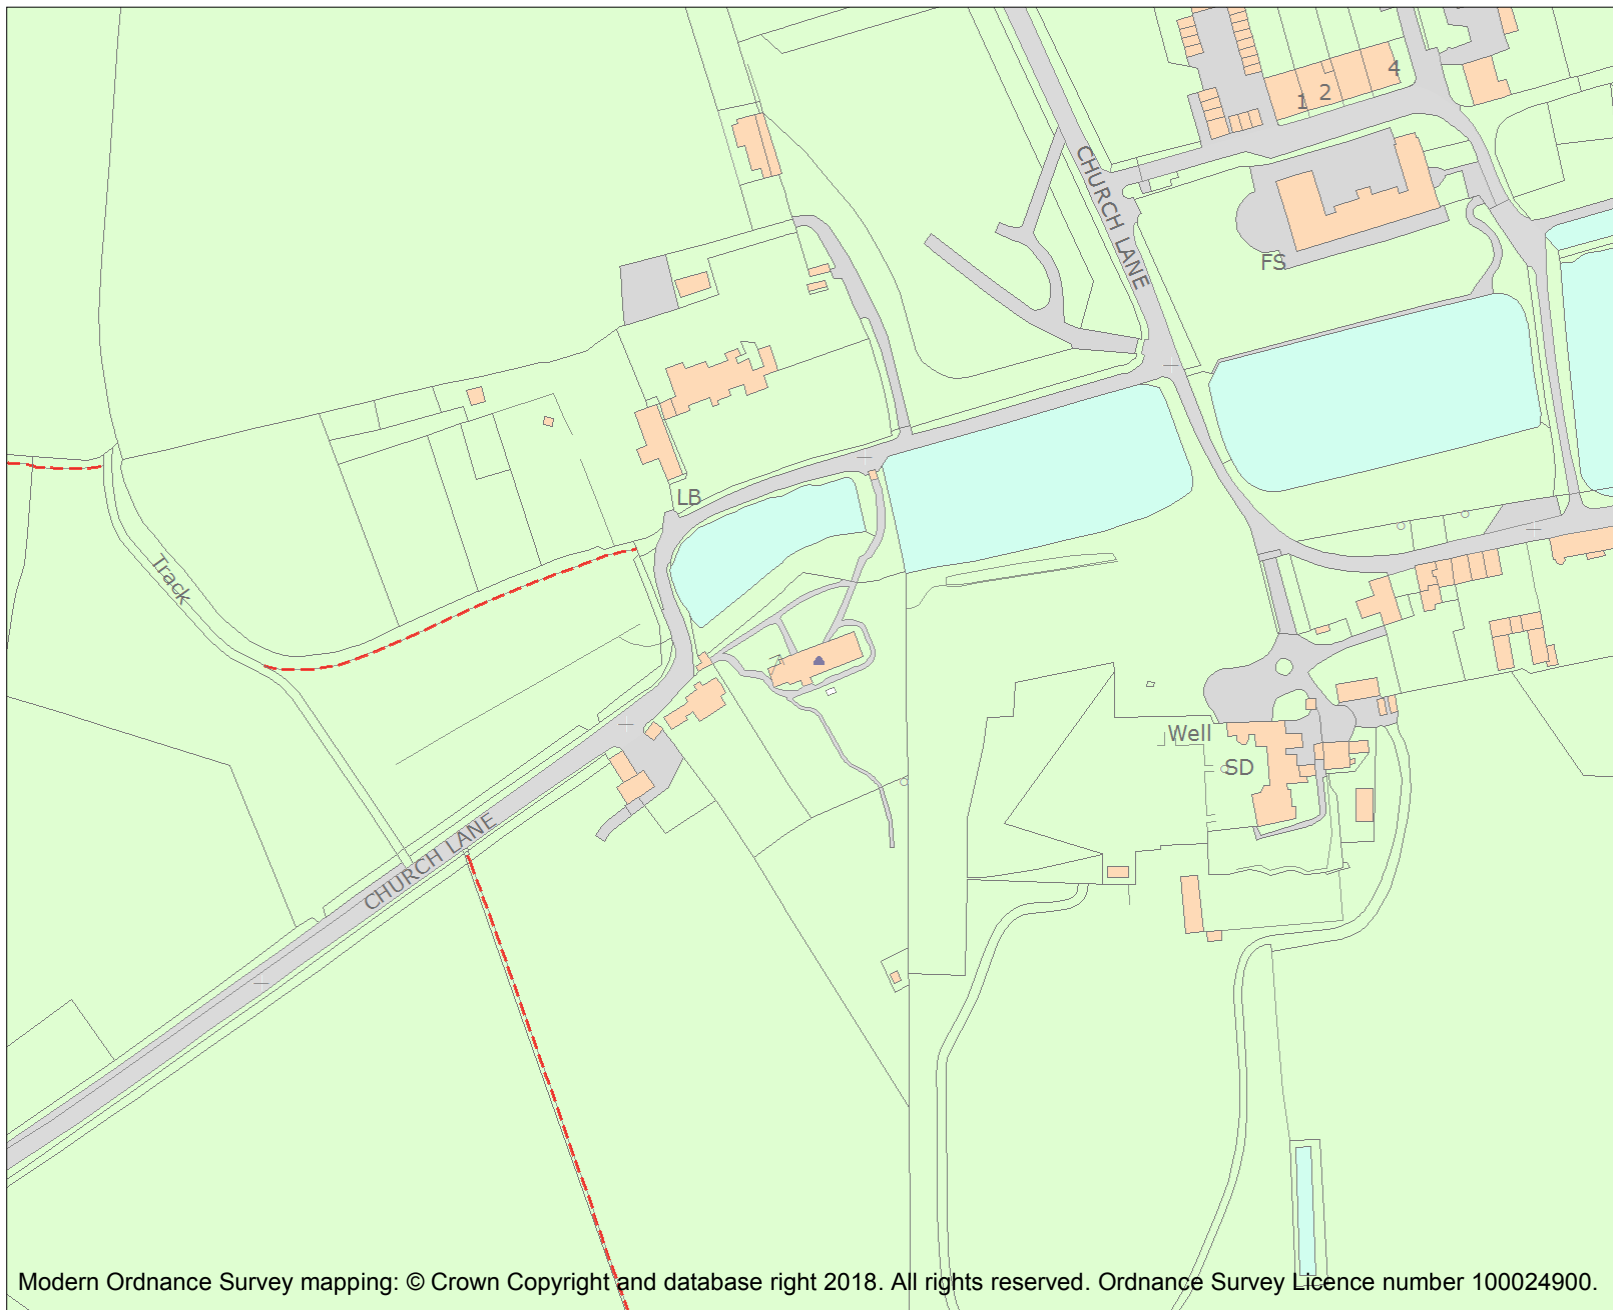 4
2
1
CHURCH LANE
FS
LB
Track
Well
SD
CHURCH LANE
Modern Ordnance Survey mapping: © Crown Copyright and database right 2018. All rights reserved. Ordnance Survey Licence number 100024900.